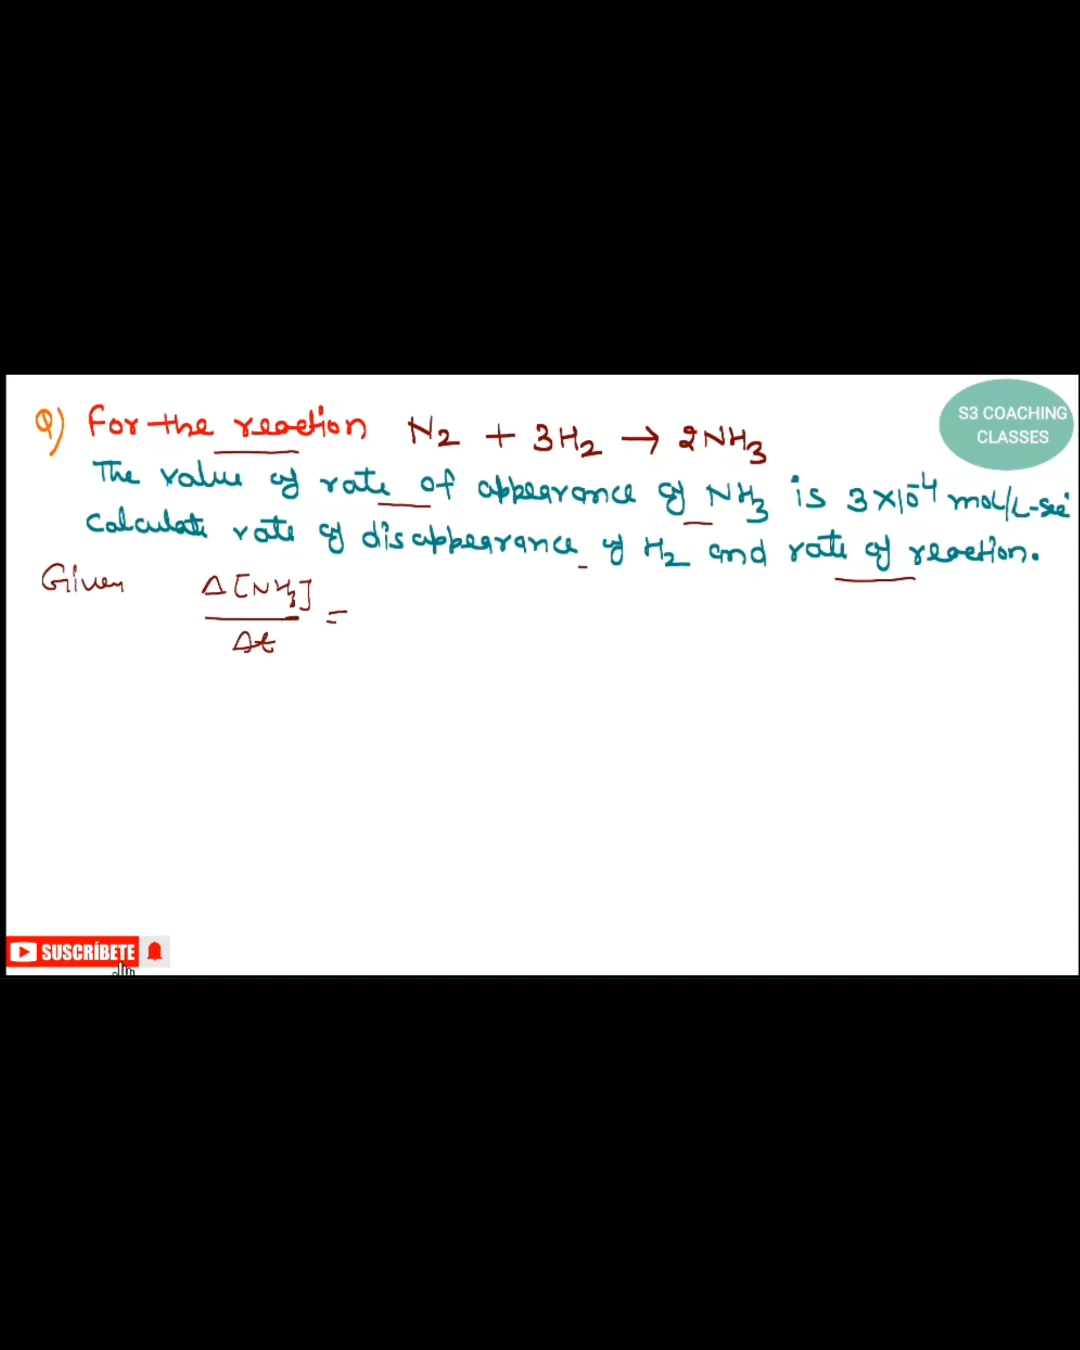 Q) For the reaction N₂ + 3H₂ → 2NH₃
S3 COACHING
CLASSES
The value of rate of appearance of NH₃ is 3×10⁻⁴ mol/L-sec
Calculate rate of disappearance of H₂ and rate of reaction.
Given Δ[NH₃]
Δt
=
SUSCRÍBETE